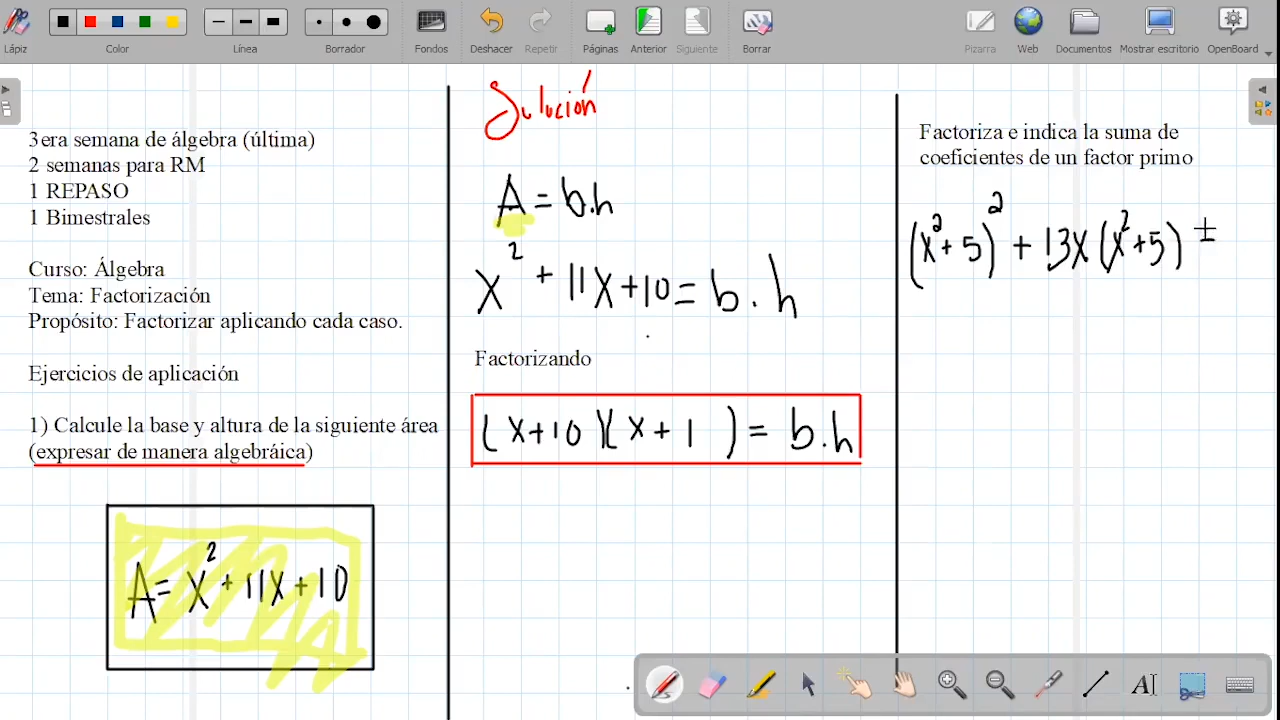 Lápiz
Color
Línea
Borrador
Fondos
Deshacer
Repetir
Páginas
Anterior
Siguiente
Borrar
Pizarra
Web
Documentos
Mostrar escritorio
OpenBoard
3era semana de álgebra (última)
2 semanas para RM
1 REPASO
1 Bimestrales
Curso: Álgebra
Tema: Factorización
Propósito: Factorizar aplicando cada caso.
Ejercicios de aplicación
1) Calcule la base y altura de la siguiente área
(expresar de manera algebráica)
A = x² + 11x + 10
Solución
A = b.h
x² + 11x + 10 = b . h
Factorizando
(x+10)(x+1) = b.h
Factoriza e indica la suma de
coeficientes de un factor primo
(x²+5)² + 13x(x²+5) ±